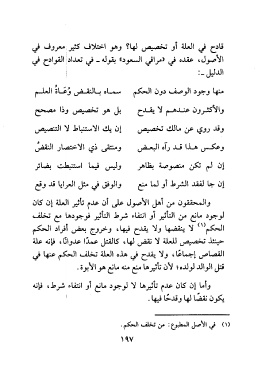 قادح في العلة أو تخصيص لها؟ وهو اختلاف كثير معروف في
الأصول، عقده في «مراقي السعود» بقوله ـ في تعداد القوادح في
الدليل ـ:
منها وجود الوصف دون الحكم سماه بالنقض وُعَاةُ العلم
والأكثرون عندهم لا يقدح بل هو تخصيص وذا مصحح
وقد روي عن مالك تخصيص إن يك الاستنباط لا التنصيص
وعكس هذا قد رآه البعض ومنتقى ذي الاختصار النقضُ
إن لم تكن منصوصة بظاهر وليس فيما استنبطت بضائر
إن جا لفقد الشرط أو لما منع والوفق في مثل العرايا قد وقع
والمحققون من أهل الأصول على أن عدم تأثير العلة إن كان
لوجود مانع من التأثير أو انتفاء شرط التأثير فوجودها مع تخلف
الحكم(١) لا ينقضها ولا يقدح فيها، وخروج بعض أفراد الحكم
حينئذ تخصيص للعلة لا نقض لها، كالقتل عمدًا عدوانًا، فإنه علة
القصاص إجماعًا، ولا يقدح في هذه العلة تخلف الحكم عنها في
قتل الوالد لولده؛ لأن تأثيرها منع منه مانع هو الأبوة.
وأما إن كان عدم تأثيرها لا لوجود مانع أو انتفاء شرط، فإنه
يكون نقضًا لها وقدحًا فيها.
(١) في الأصل المطبوع: من تخلف الحكم.
١٩٧